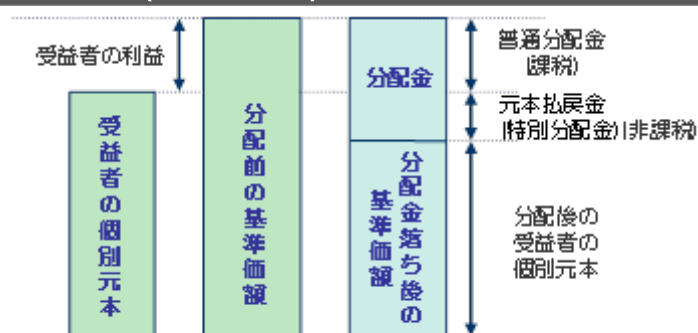 受益者の利益
受益者の個別元本
分配前の基準価額
分配金
分配金落ち後の
基準価額
普通分配金
(課税)
元本払戻金
(特別分配金)(非課税)
分配後の
受益者の
個別元本